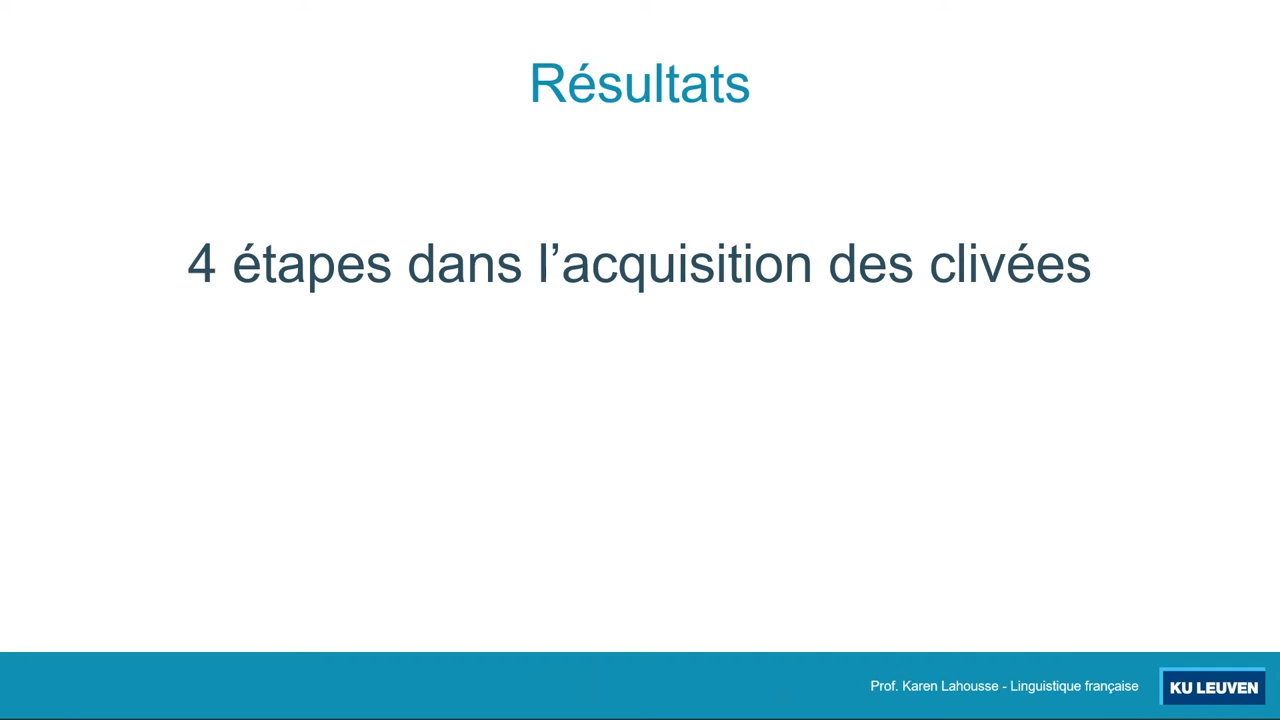 Résultats
4 étapes dans l’acquisition des clivées
Prof. Karen Lahousse - Linguistique française
KU LEUVEN